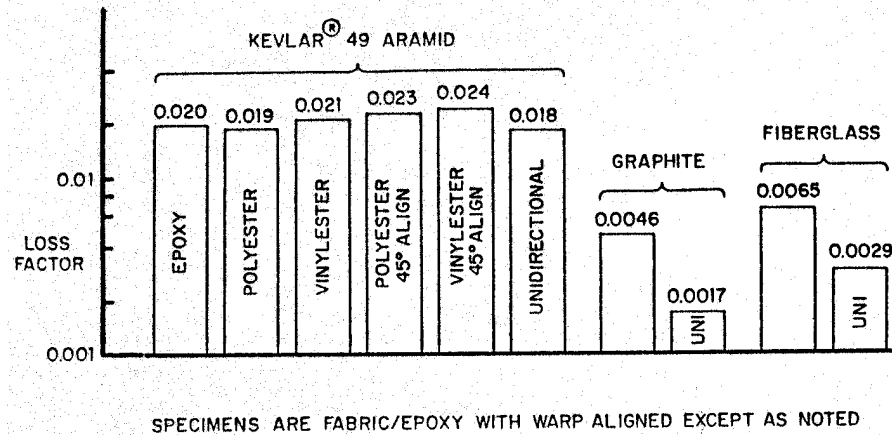 KEVLAR® 49 ARAMID
0.020
0.019
0.021
0.023
0.024
0.018
EPOXY
POLYESTER
VINYLESTER
POLYESTER
45° ALIGN
VINYLESTER
45° ALIGN
UNIDIRECTIONAL
GRAPHITE
0.0046
0.0017
UNI
FIBERGLASS
0.0065
0.0029
UNI
0.01
LOSS
FACTOR
0.001
SPECIMENS ARE FABRIC/EPOXY WITH WARP ALIGNED EXCEPT AS NOTED